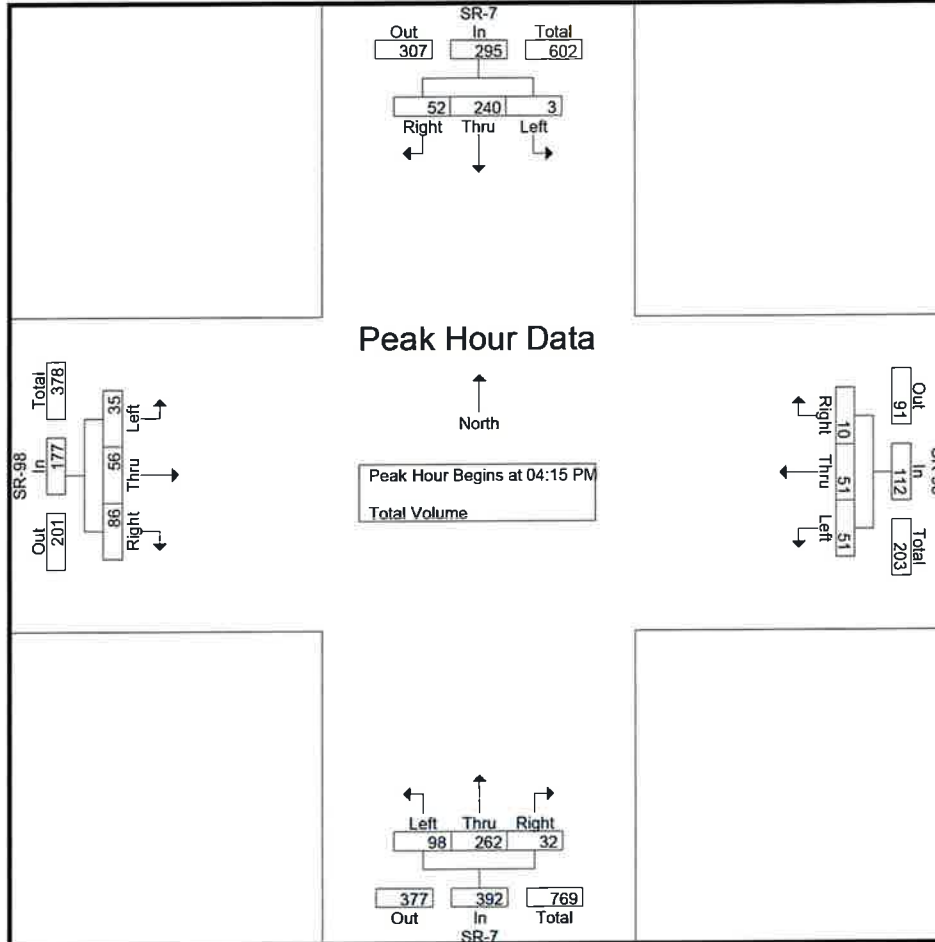 SR-7
Out In Total
307 295 602
52 240 3
Right Thru Left
Peak Hour Data
North
Peak Hour Begins at 04:15 PM
Total Volume
SR-98
Out In Total
201 177 378
35 56 86
Left Thru Right
Right Thru Left
10 51 51
Out In Total
91 112 203
Left Thru Right
98 262 32
377 392 769
Out In Total
SR-7